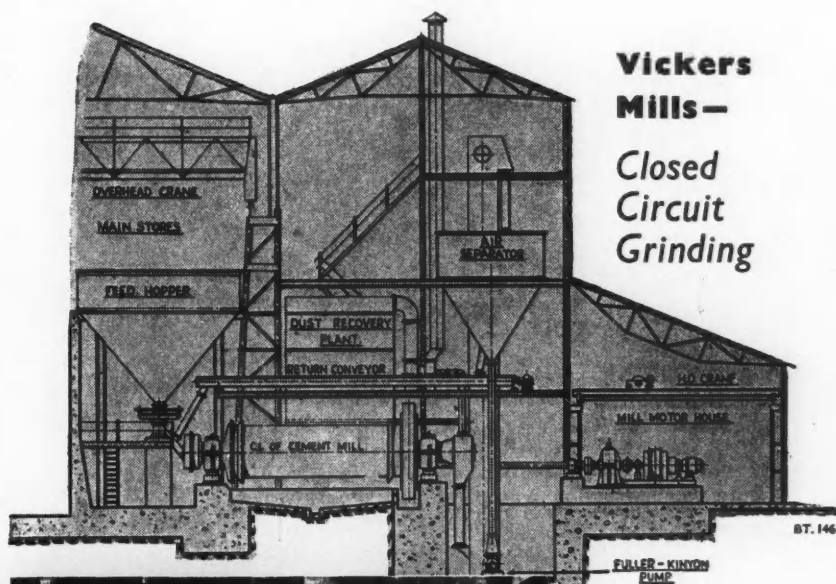 Vickers
Mills—
Closed
Circuit
Grinding
OVERHEAD CRANE
MAIN STORES
FEED HOPPER
AIR
SEPARATOR
DUST RECOVERY
PLANT.
RETURN CONVEYOR
H.O CRANE
MILL MOTOR HOUSE
C.L. OF CEMENT MILL
BT. 146
FULLER-KINYON
PUMP